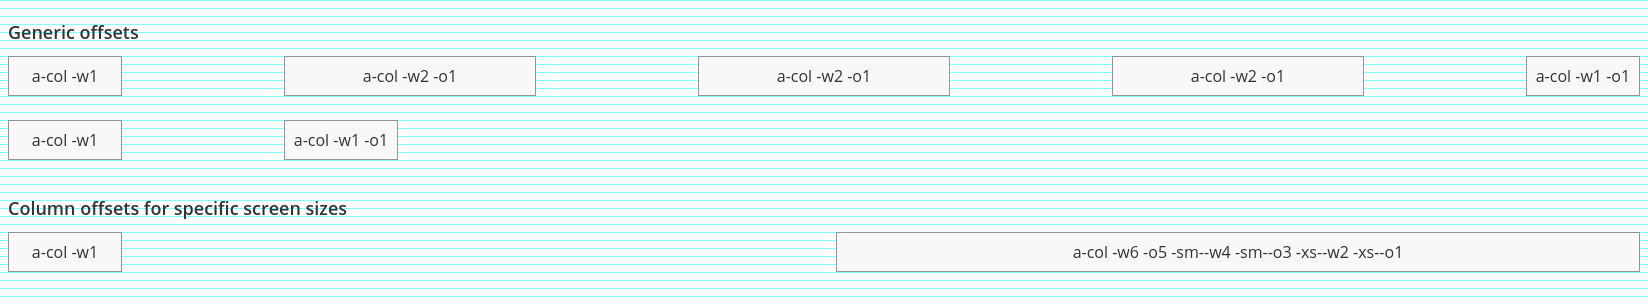 Generic offsets
a-col -w1 a-col -w2 -o1 a-col -w2 -o1 a-col -w2 -o1 a-col -w1 -o1
a-col -w1 a-col -w1 -o1
Column offsets for specific screen sizes
a-col -w1 a-col -w6 -o5 -sm--w4 -sm--o3 -xs--w2 -xs--o1